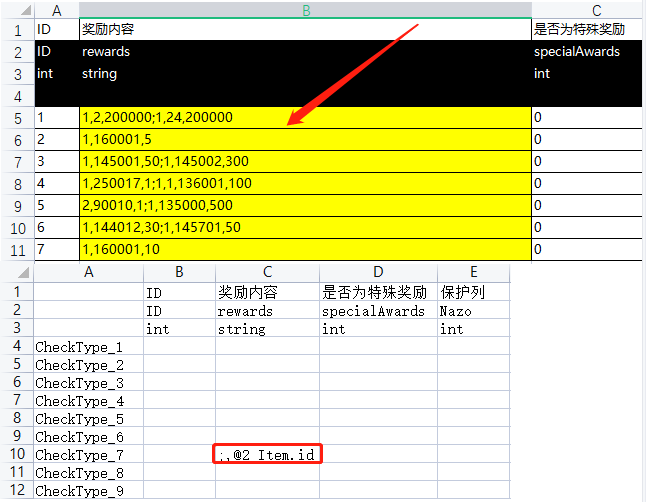 A B C
1 ID 奖励内容 是否为特殊奖励
2 ID rewards specialAwards
3 int string int
4
5 1 1,2,200000;1,24,200000 0
6 2 1,160001,5 0
7 3 1,145001,50;1,145002,300 0
8 4 1,250017,1;1,1,136001,100 0
9 5 2,90010,1;1,135000,500 0
10 6 1,144012,30;1,145701,50 0
11 7 1,160001,10 0
A B C D E
1 ID 奖励内容 是否为特殊奖励 保护列
2 ID rewards specialAwards Nazo
3 int string int int
4 CheckType_1
5 CheckType_2
6 CheckType_3
7 CheckType_4
8 CheckType_5
9 CheckType_6
10 CheckType_7 ;,@2_Item.id
11 CheckType_8
12 CheckType_9